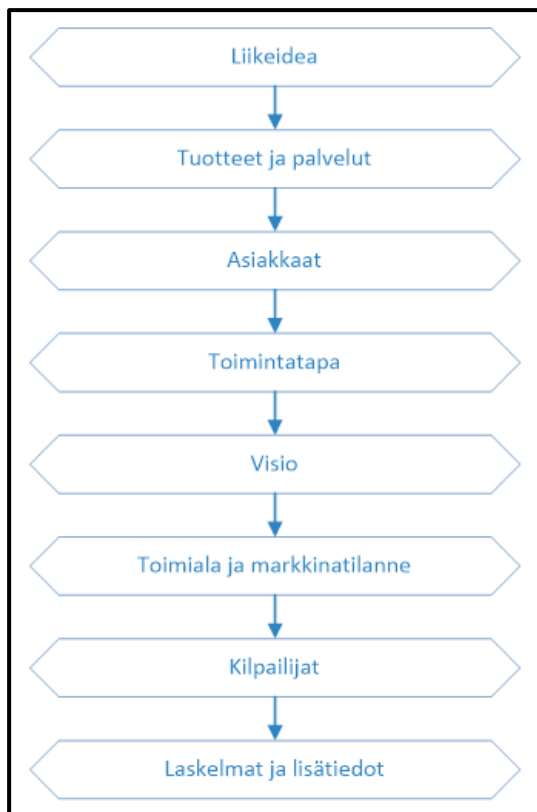 Liikeidea
Tuotteet ja palvelut
Asiakkaat
Toimintatapa
Visio
Toimiala ja markkinatilanne
Kilpailijat
Laskelmat ja lisätiedot